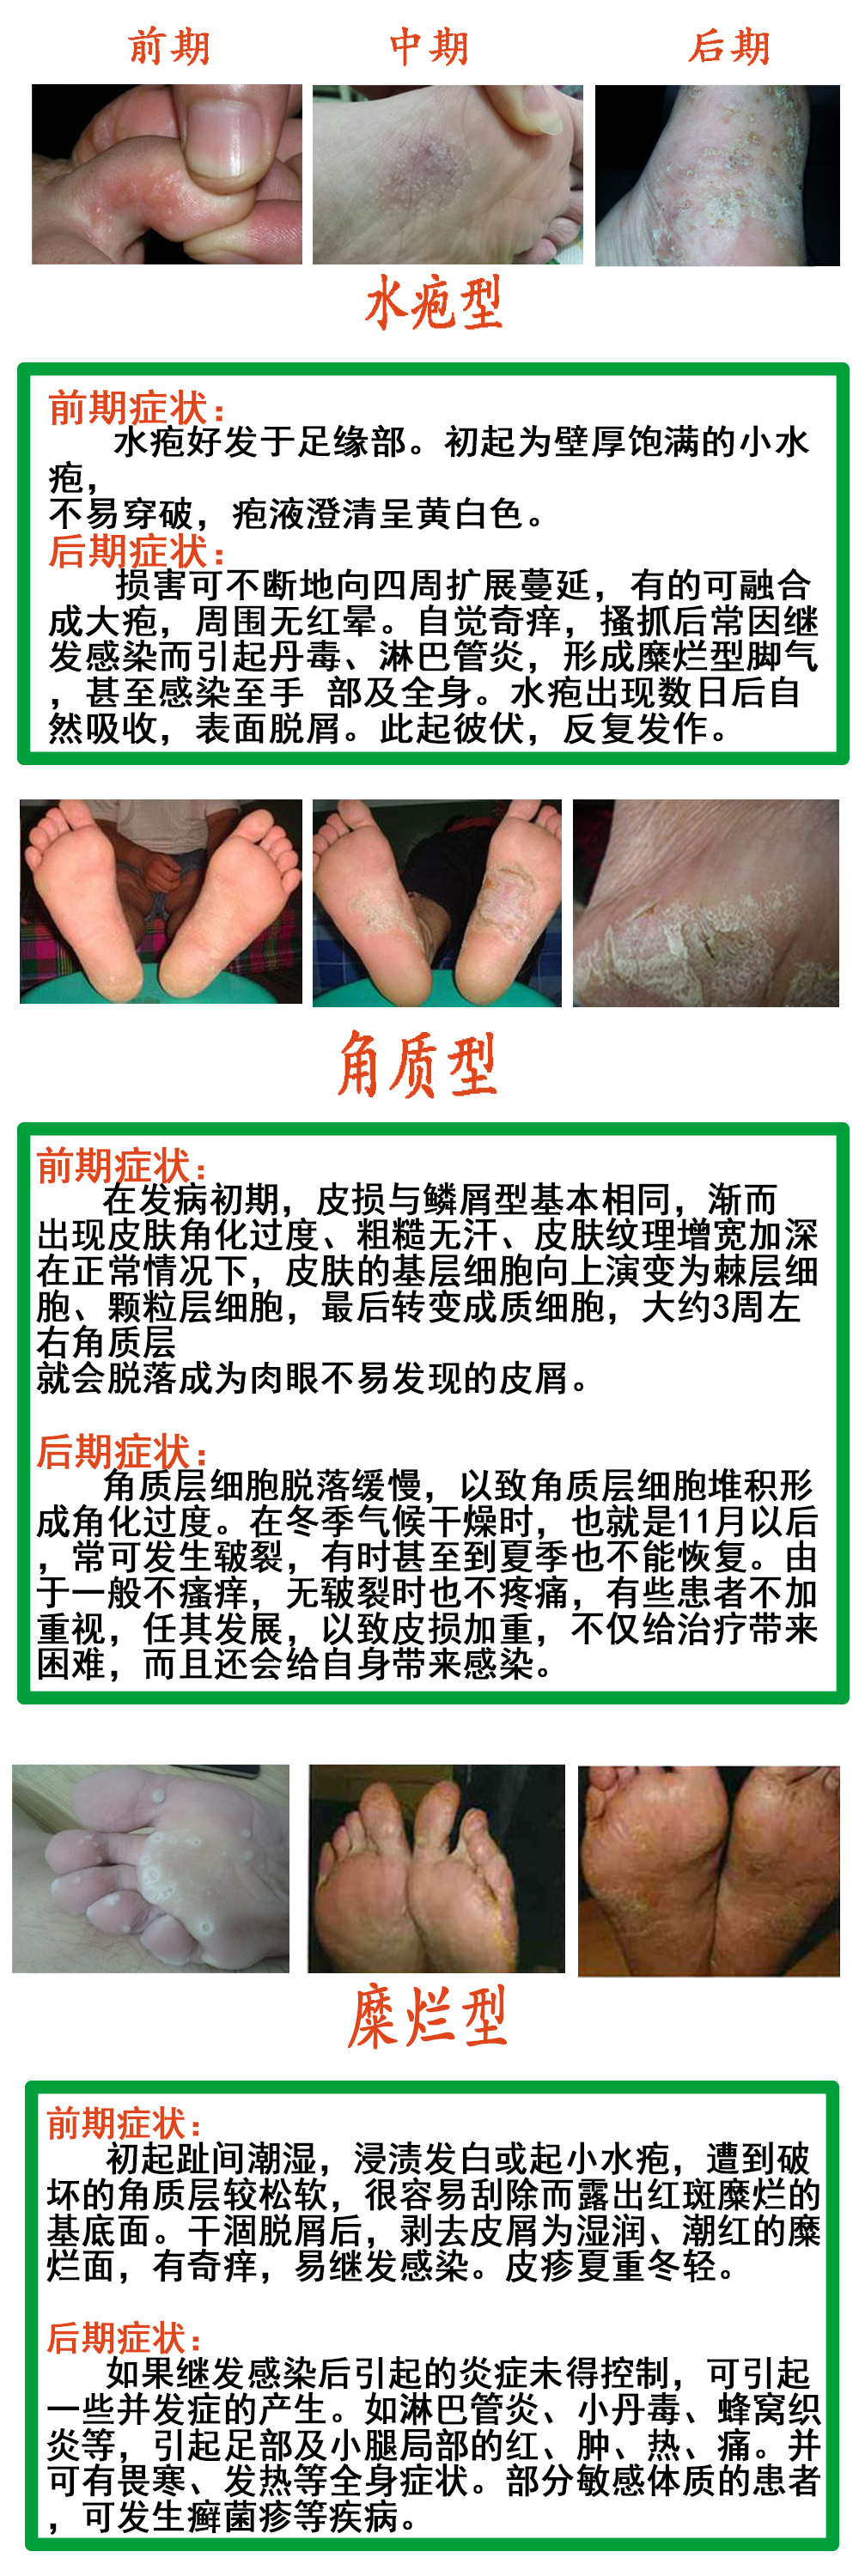 前期 中期 后期
水疱型
前期症状：
水疱好发于足缘部。初起为壁厚饱满的小水
疱，
不易穿破，疱液澄清呈黄白色。
后期症状：
损害可不断地向四周扩展蔓延，有的可融合
成大疱，周围无红晕。自觉奇痒，搔抓后常因继
发感染而引起丹毒、淋巴管炎，形成糜烂型脚气
，甚至感染至手 部及全身。水疱出现数日后自
然吸收，表面脱屑。此起彼伏，反复发作。
角质型
前期症状：
在发病初期，皮损与鳞屑型基本相同，渐而
出现皮肤角化过度、粗糙无汗、皮肤纹理增宽加深
在正常情况下，皮肤的基层细胞向上演变为棘层细
胞、颗粒层细胞，最后转变成质细胞，大约3周左
右角质层
就会脱落成为肉眼不易发现的皮屑。
后期症状：
角质层细胞脱落缓慢，以致角质层细胞堆积形
成角化过度。在冬季气候干燥时，也就是11月以后
，常可发生皲裂，有时甚至到夏季也不能恢复。由
于一般不瘙痒，无皲裂时也不疼痛，有些患者不加
重视，任其发展，以致皮损加重，不仅给治疗带来
困难，而且还会给自身带来感染。
糜烂型
前期症状：
初起趾间潮湿，浸渍发白或起小水疱，遭到破
坏的角质层较松软，很容易刮除而露出红斑糜烂的
基底面。干涸脱屑后，剥去皮屑为湿润、潮红的糜
烂面，有奇痒，易继发感染。皮疹夏重冬轻。
后期症状：
如果继发感染后引起的炎症未得控制，可引起
一些并发症的产生。如淋巴管炎、小丹毒、蜂窝织
炎等，引起足部及小腿局部的红、肿、热、痛。并
可有畏寒、发热等全身症状。部分敏感体质的患者
，可发生癣菌疹等疾病。